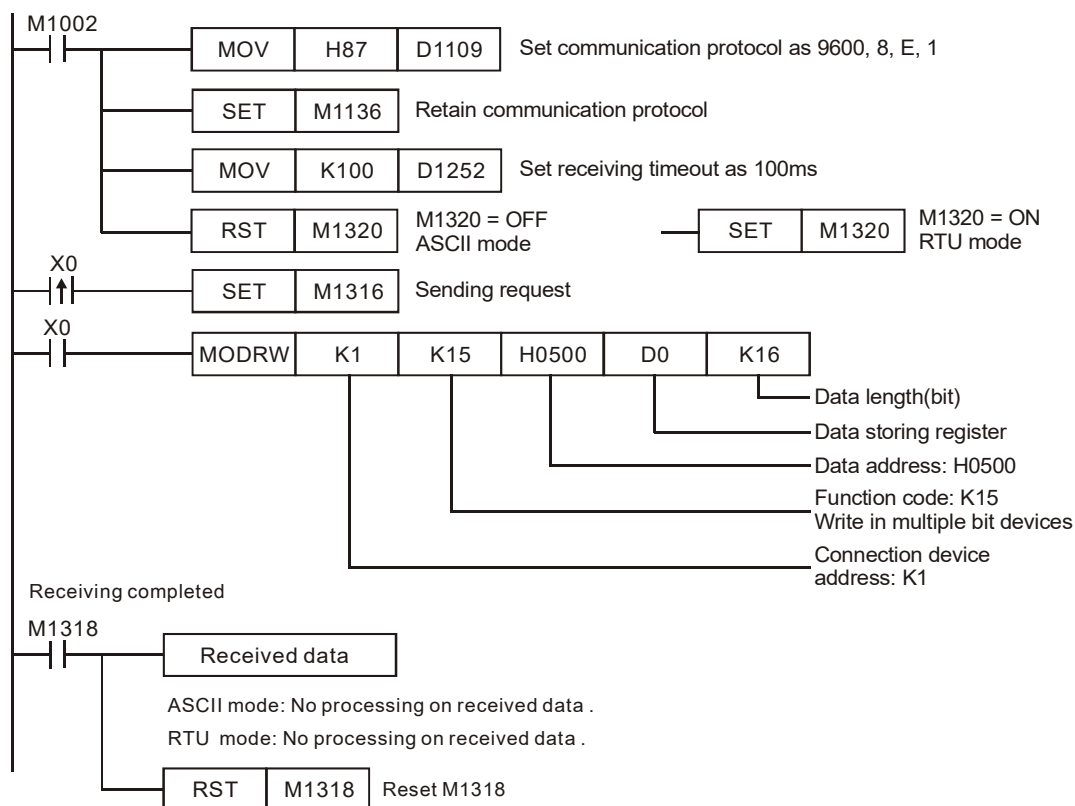 M1002
MOV H87 D1109 Set communication protocol as 9600, 8, E, 1
SET M1136 Retain communication protocol
MOV K100 D1252 Set receiving timeout as 100ms
RST M1320 M1320 = OFF
ASCII mode
SET M1320 M1320 = ON
RTU mode
X0
SET M1316 Sending request
X0
MODRW K1 K15 H0500 D0 K16
Data length(bit)
Data storing register
Data address: H0500
Function code: K15
Write in multiple bit devices
Connection device
address: K1
Receiving completed
M1318
Received data
ASCII mode: No processing on received data .
RTU mode: No processing on received data .
RST M1318 Reset M1318